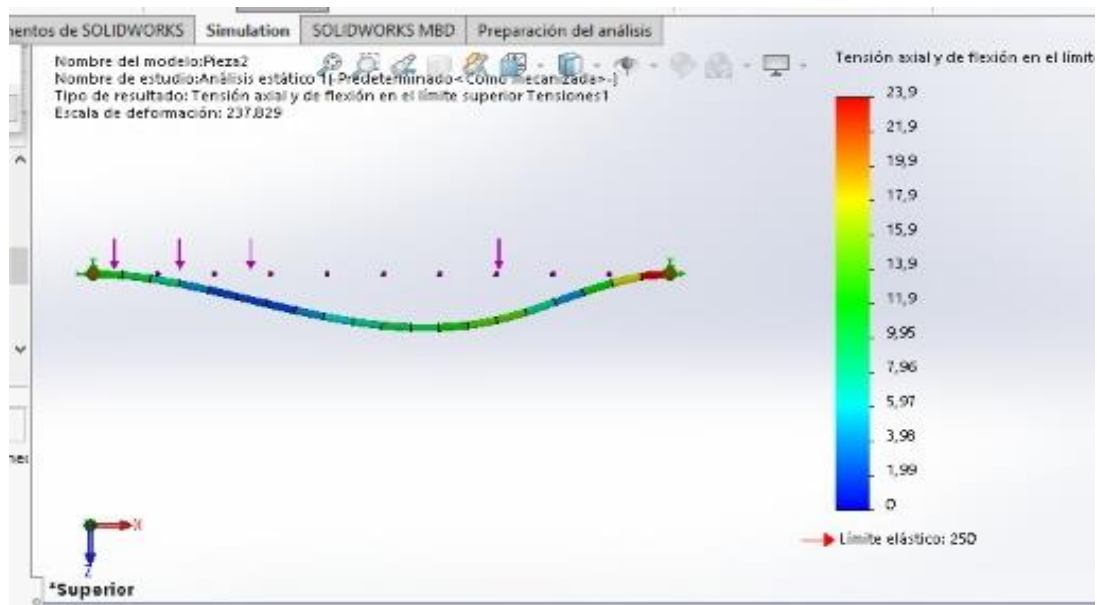 entos de SOLIDWORKS Simulation SOLIDWORKS MBD Preparación del análisis
Nombre del modelo:Pieza2
Nombre de estudio:Análisis estático 1(-Predeterminado<Como mecanizada>-)
Tipo de resultado: Tensión axial y de flexión en el límite superior Tensiones1
Escala de deformación: 237.829
Tensión axial y de flexión en el límit
23,9
21,9
19,9
17,9
15,9
13,9
11,9
9,95
7,96
5,97
3,98
1,99
0
Límite elástico: 250
X
Z
*Superior